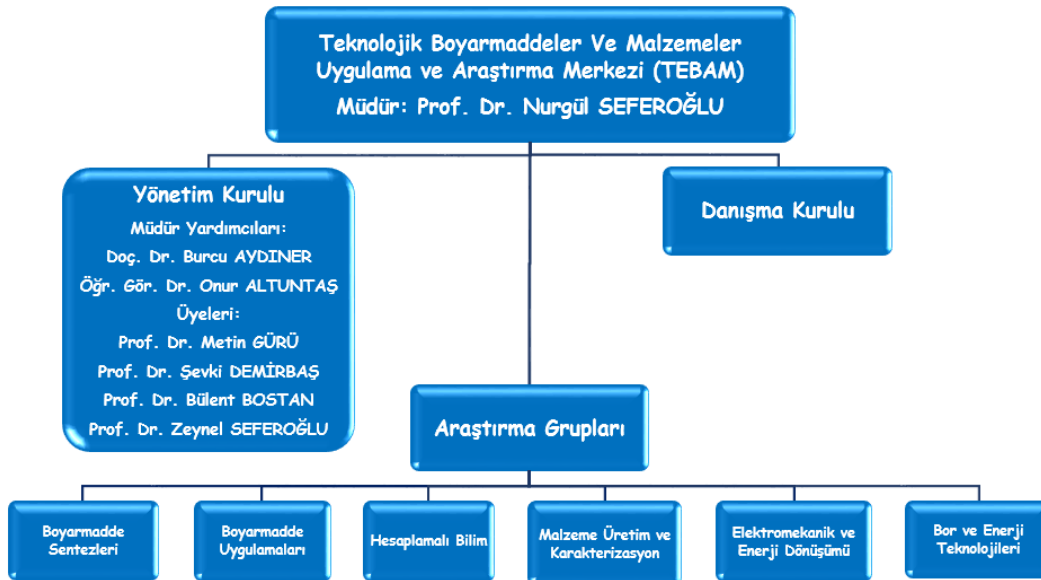 Teknolojik Boyarmaddeler Ve Malzemeler
Uygulama ve Araştırma Merkezi (TEBAM)
Müdür: Prof. Dr. Nurgül SEFEROĞLU
Yönetim Kurulu
Müdür Yardımcıları:
Doç. Dr. Burcu AYDINER
Öğr. Gör. Dr. Onur ALTUNTAŞ
Üyeleri:
Prof. Dr. Metin GÜRÜ
Prof. Dr. Şevki DEMİRBAŞ
Prof. Dr. Bülent BOSTAN
Prof. Dr. Zeynel SEFEROĞLU
Danışma Kurulu
Araştırma Grupları
Boyarmadde
Sentezleri
Boyarmadde
Uygulamaları
Hesaplamalı Bilim
Malzeme Üretim ve
Karakterizasyon
Elektromekanik ve
Enerji Dönüşümü
Bor ve Enerji
Teknolojileri